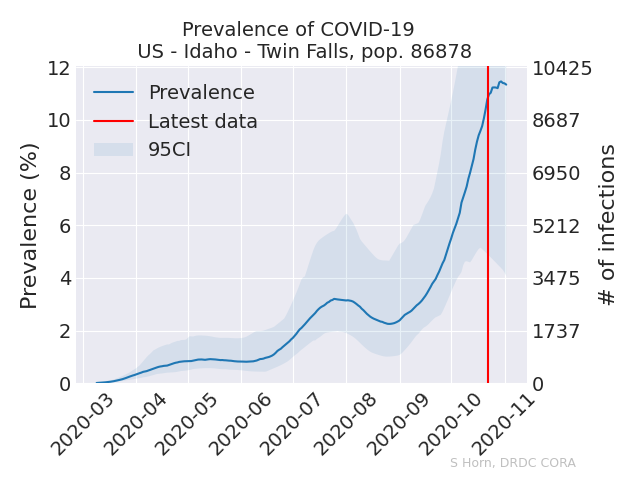 Prevalence of COVID-19
US - Idaho - Twin Falls, pop. 86878
12
10
8
6
4
2
0
Prevalence (%)
Prevalence
Latest data
95CI
10425
8687
6950
5212
3475
1737
0
# of infections
2020-03
2020-04
2020-05
2020-06
2020-07
2020-08
2020-09
2020-10
2020-11
S Horn, DRDC CORA